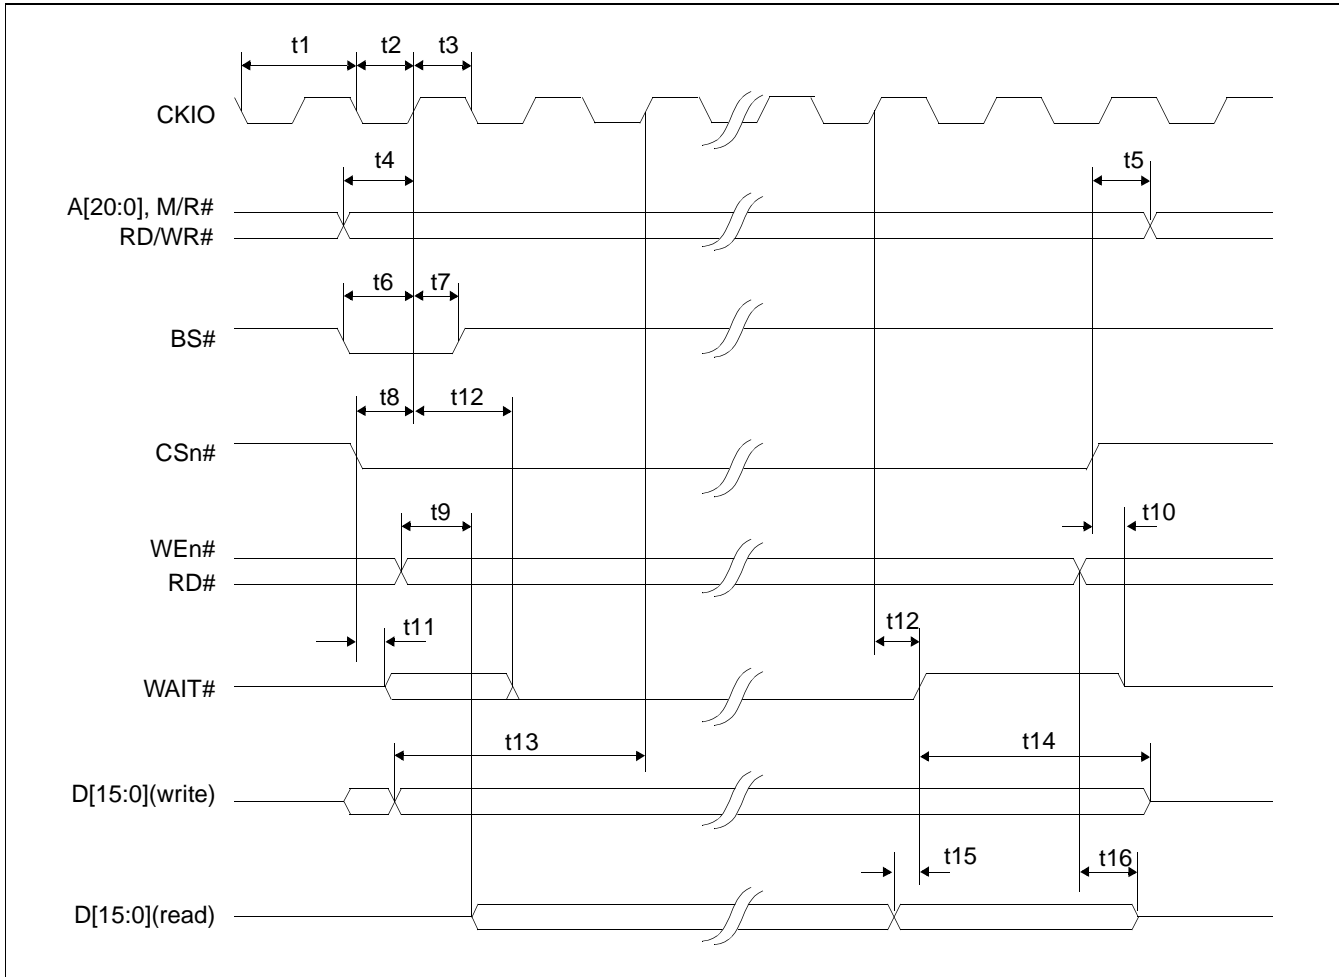 t1
t2
t3
CKIO
t4
t5
A[20:0], M/R#
RD/WR#
t6
t7
BS#
t8
t12
CSn#
t9
t10
WEn#
RD#
t11
t12
WAIT#
t13
t14
D[15:0](write)
t15
t16
D[15:0](read)